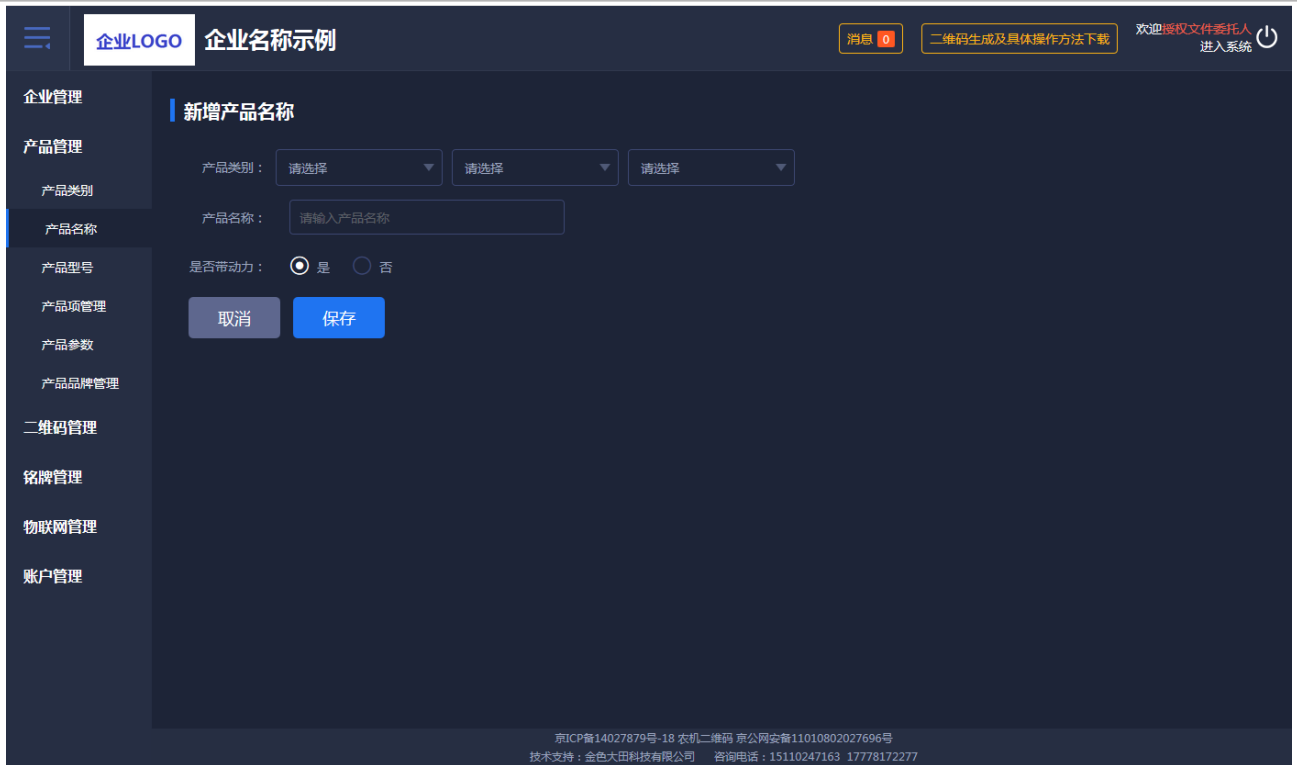 企业LOGO 企业名称示例 消息 0 二维码生成及具体操作方法下载 欢迎授权文件委托人
进入系统
企业管理
产品管理
产品类别
产品名称
产品型号
产品项管理
产品参数
产品品牌管理
二维码管理
铭牌管理
物联网管理
账户管理
新增产品名称
产品类别： 请选择 请选择 请选择
产品名称： 请输入产品名称
是否带动力： 是 否
取消 保存
京ICP备14027879号-18 农机二维码 京公网安备11010802027696号
技术支持：金色大田科技有限公司 咨询电话：15110247163 17778172277